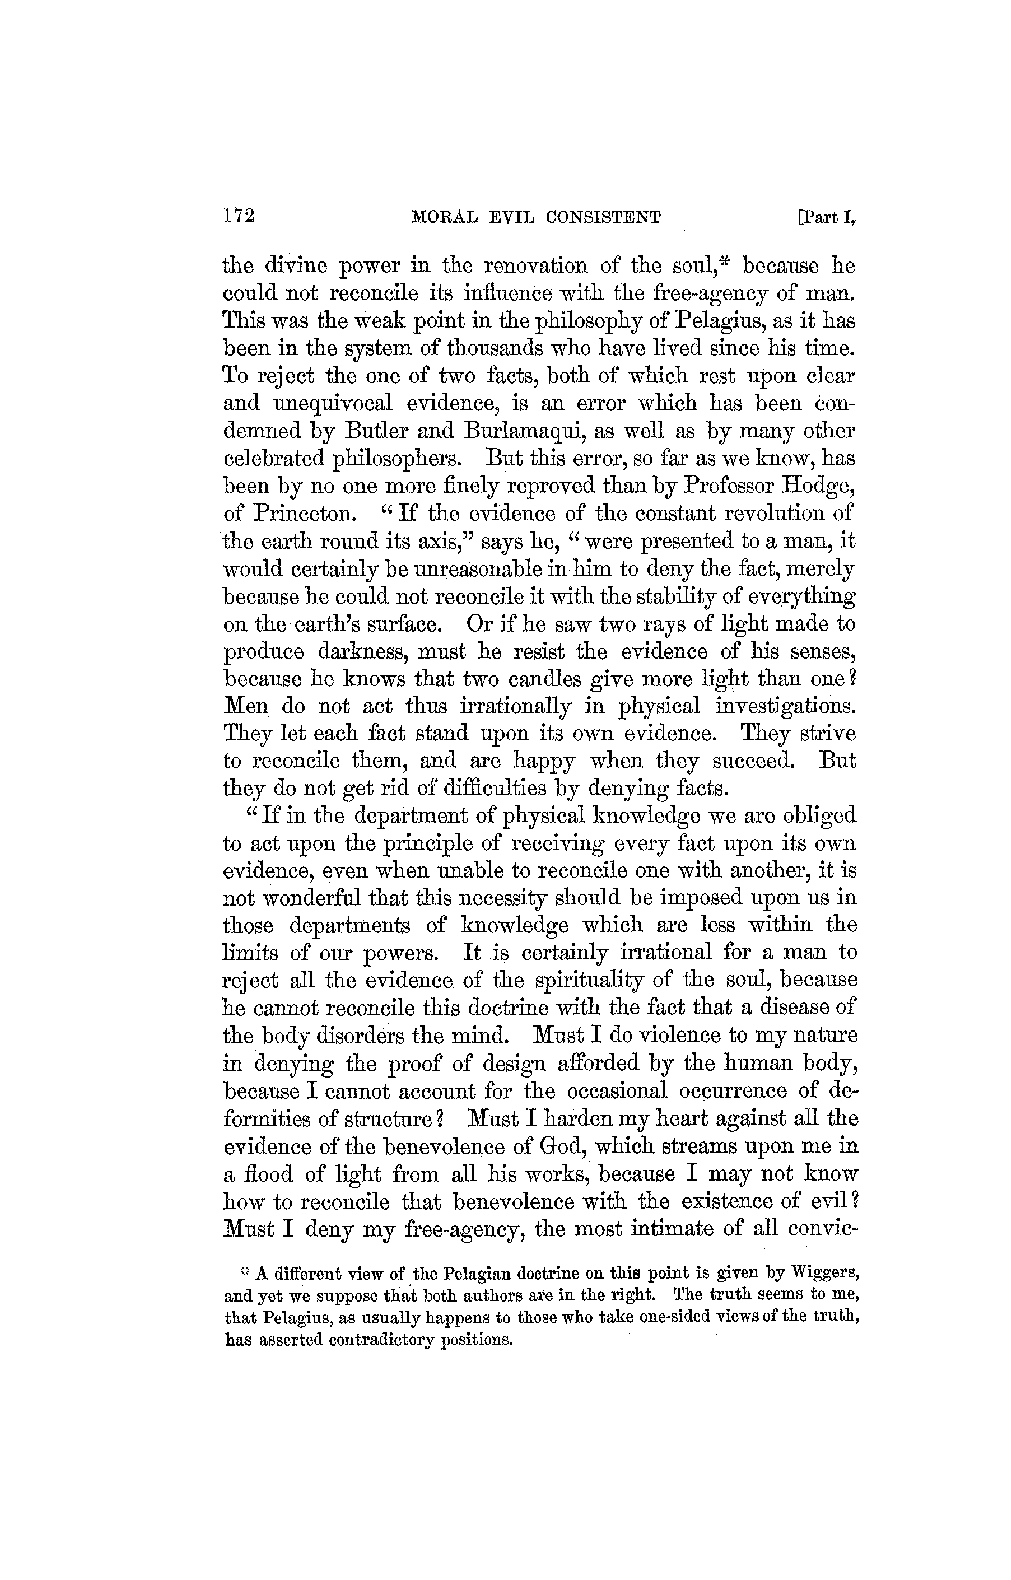 172 MORAL EVIL CONSISTENT [Part I,
the divine power in the renovation of the soul,* because he
could not reconcile its influence with the free-agency of man.
This was the weak point in the philosophy of Pelagius, as it has
been in the system of thousands who have lived since his time.
To reject the one of two facts, both of which rest upon clear
and unequivocal evidence, is an error which has been con-
demned by Butler and Burlamaqui, as well as by many other
celebrated philosophers. But this error, so far as we know, has
been by no one more finely reproved than by Professor Hodge,
of Princeton. “If the evidence of the constant revolution of
the earth round its axis,” says he, “were presented to a man, it
would certainly be unreasonable in him to deny the fact, merely
because he could not reconcile it with the stability of everything
on the earth's surface. Or if he saw two rays of light made to
produce darkness, must he resist the evidence of his senses,
because he knows that two candles give more light than one?
Men do not act thus irrationally in physical investigations.
They let each fact stand upon its own evidence. They strive
to reconcile them, and are happy when they succeed. But
they do not get rid of difficulties by denying facts.
“If in the department of physical knowledge we are obliged
to act upon the principle of receiving every fact upon its own
evidence, even when unable to reconcile one with another, it is
not wonderful that this necessity should be imposed upon us in
those departments of knowledge which are less within the
limits of our powers. It is certainly irrational for a man to
reject all the evidence of the spirituality of the soul, because
he cannot reconcile this doctrine with the fact that a disease of
the body disorders the mind. Must I do violence to my nature
in denying the proof of design afforded by the human body,
because I cannot account for the occasional occurrence of de-
formities of structure? Must I harden my heart against all the
evidence of the benevolence of God, which streams upon me in
a flood of light from all his works, because I may not know
how to reconcile that benevolence with the existence of evil?
Must I deny my free-agency, the most intimate of all convic-
* A different view of the Pelagian doctrine on this point is given by Wiggers,
and yet we suppose that both authors are in the right. The truth seems to me,
that Pelagius, as usually happens to those who take one-sided views of the truth,
has asserted contradictory positions.